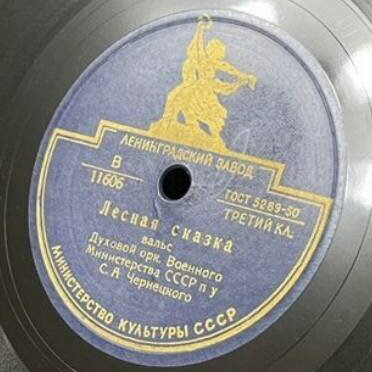 ЛЕНИНГРАДСКИЙ ЗАВОД
В
11606
ГОСТ 5289-50
ТРЕТИЙ КЛ.
Лесная сказка
вальс
Духовой орк. Военного
Министерства СССР п/у
С. А. Чернецкого
МИНИСТЕРСТВО КУЛЬТУРЫ СССР